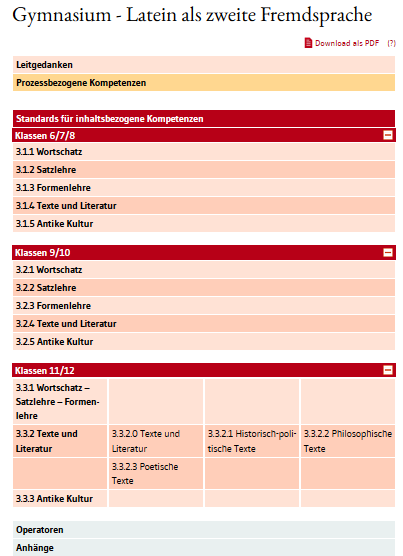 Gymnasium - Latein als zweite Fremdsprache
Download als PDF (?)
Leitgedanken
Prozessbezogene Kompetenzen
Standards für inhaltsbezogene Kompetenzen
Klassen 6/7/8
3.1.1 Wortschatz
3.1.2 Satzlehre
3.1.3 Formenlehre
3.1.4 Texte und Literatur
3.1.5 Antike Kultur
Klassen 9/10
3.2.1 Wortschatz
3.2.2 Satzlehre
3.2.3 Formenlehre
3.2.4 Texte und Literatur
3.2.5 Antike Kultur
Klassen 11/12
3.3.1 Wortschatz –
Satzlehre – Formen-
lehre
3.3.2 Texte und
Literatur
3.3.2.0 Texte und
Literatur
3.3.2.1 Historisch-poli-
tische Texte
3.3.2.2 Philosophische
Texte
3.3.2.3 Poetische
Texte
3.3.3 Antike Kultur
Operatoren
Anhänge